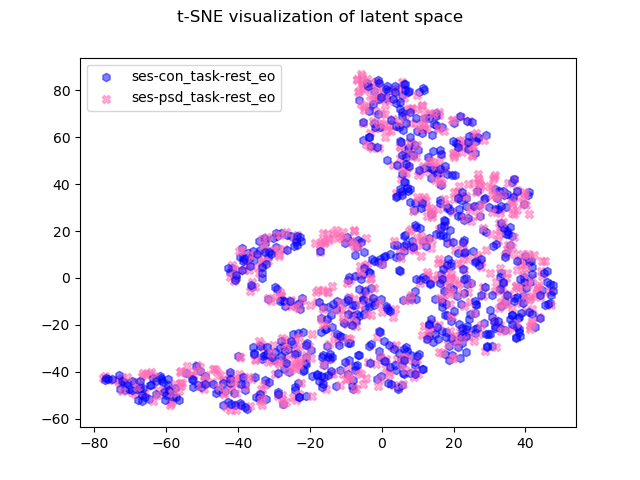 t-SNE visualization of latent space
ses-con_task-rest_eo
ses-psd_task-rest_eo
80
60
40
20
0
−20
−40
−60
−80 −60 −40 −20 0 20 40